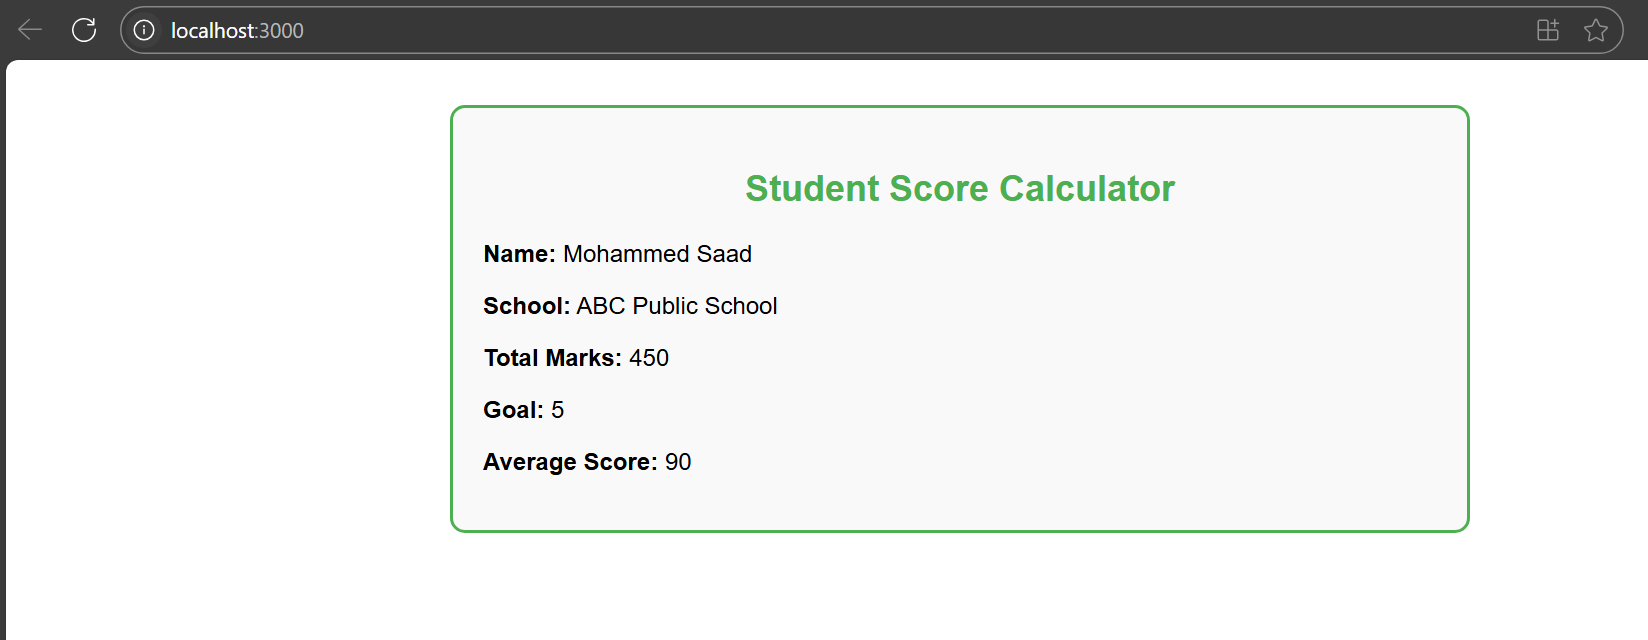 localhost:3000
Student Score Calculator
Name: Mohammed Saad
School: ABC Public School
Total Marks: 450
Goal: 5
Average Score: 90